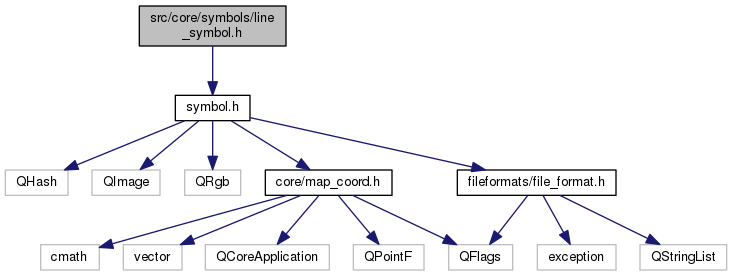 src/core/symbols/line
_symbol.h
symbol.h
QHash
QImage
QRgb
core/map_coord.h
fileformats/file_format.h
cmath
vector
QCoreApplication
QPointF
QFlags
exception
QStringList